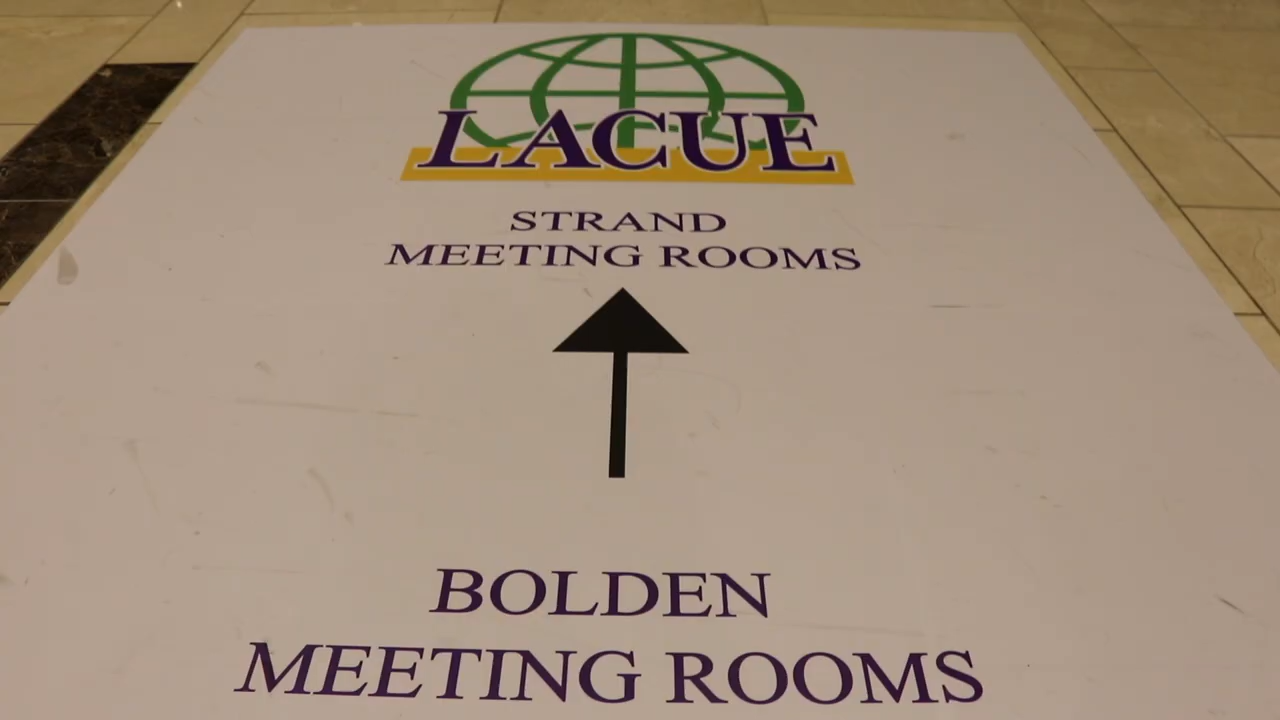 LACUE
STRAND
MEETING ROOMS
BOLDEN
MEETING ROOMS